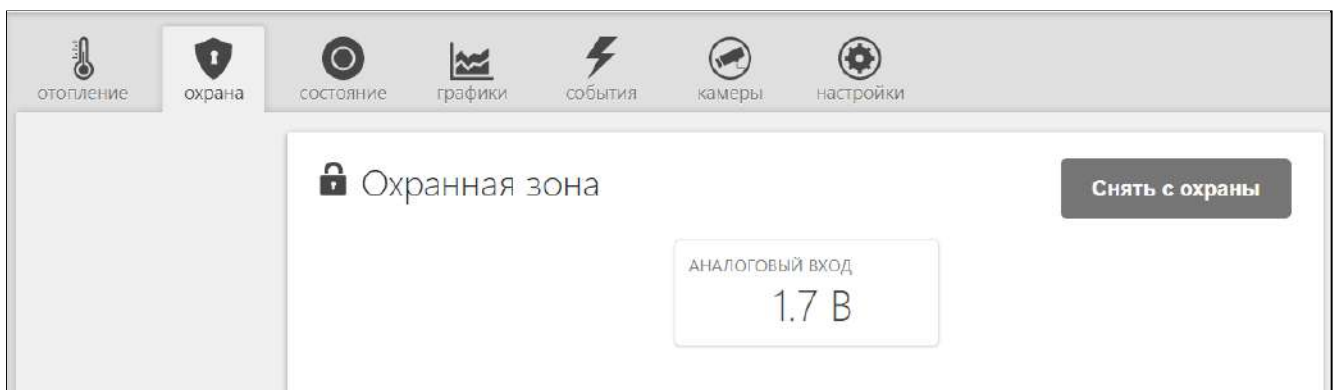 отопление охрана состояние графики события камеры настройки
Охранная зона Снять с охраны
АНАЛОГОВЫЙ ВХОД
1.7 В